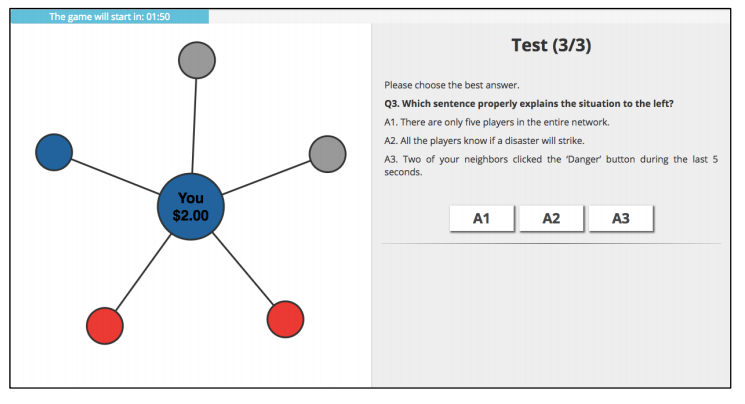 The game will start in: 01:50
Test (3/3)
Please choose the best answer.
Q3. Which sentence properly explains the situation to the left?
A1. There are only five players in the entire network.
A2. All the players know if a disaster will strike.
A3. Two of your neighbors clicked the ‘Danger’ button during the last 5
seconds.
You
$2.00
A1 A2 A3